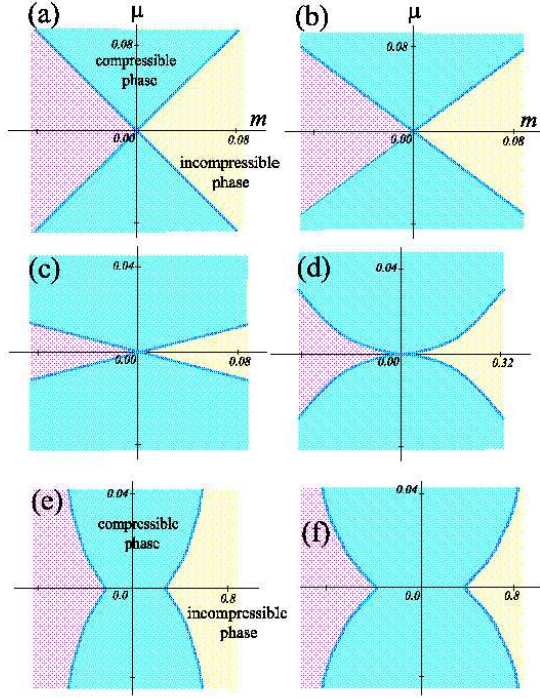 (a)
μ
0.08
compressible
phase
0.00
m
0.08
incompressible
phase
(b)
μ
0.08
0.00
m
0.08
(c)
0.04
0.00
0.08
(d)
0.04
0.00
0.32
(e)
0.04
compressible
phase
0.0
0.8
incompressible
phase
(f)
0.04
0.0
0.8